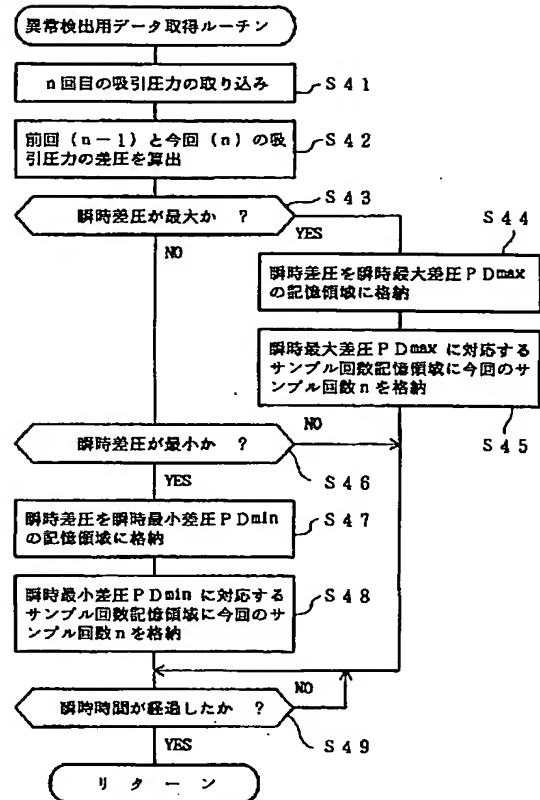 異常検出用データ取得ルーチン
n回目の吸引圧力の取り込み
S41
前回(n-1)と今回(n)の吸
引圧力の差圧を算出
S42
瞬時差圧が最大か ?
S43
YES
NO
S44
瞬時差圧を瞬時最大差圧PDmax
の記憶領域に格納
瞬時最大差圧PDmaxに対応する
サンプル回数記憶領域に今回のサ
ンプル回数nを格納
S45
瞬時差圧が最小か ?
NO
S46
YES
瞬時差圧を瞬時最小差圧PDmin
の記憶領域に格納
S47
瞬時最小差圧PDminに対応する
サンプル回数記憶領域に今回のサ
ンプル回数nを格納
S48
瞬時時間が経過したか ?
NO
S49
YES
リターン